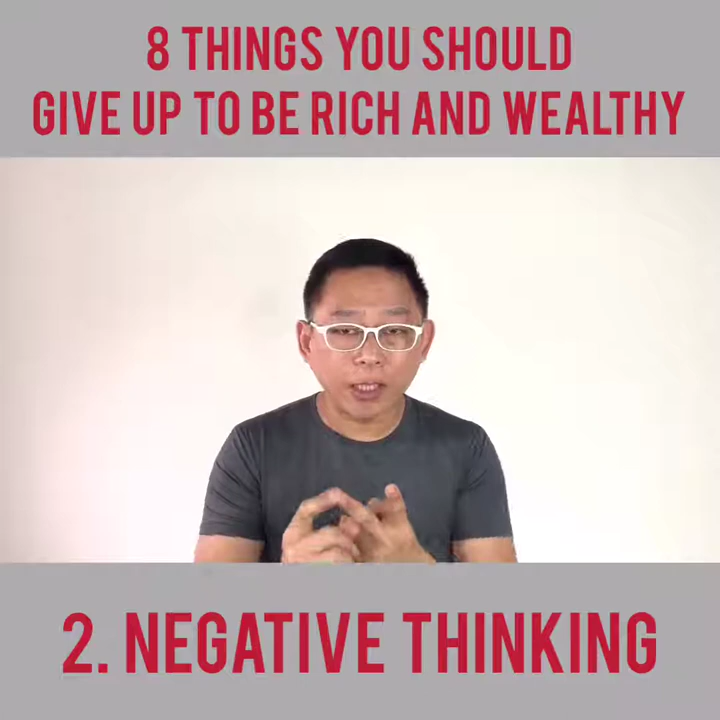 8 THINGS YOU SHOULD
GIVE UP TO BE RICH AND WEALTHY
2. NEGATIVE THINKING